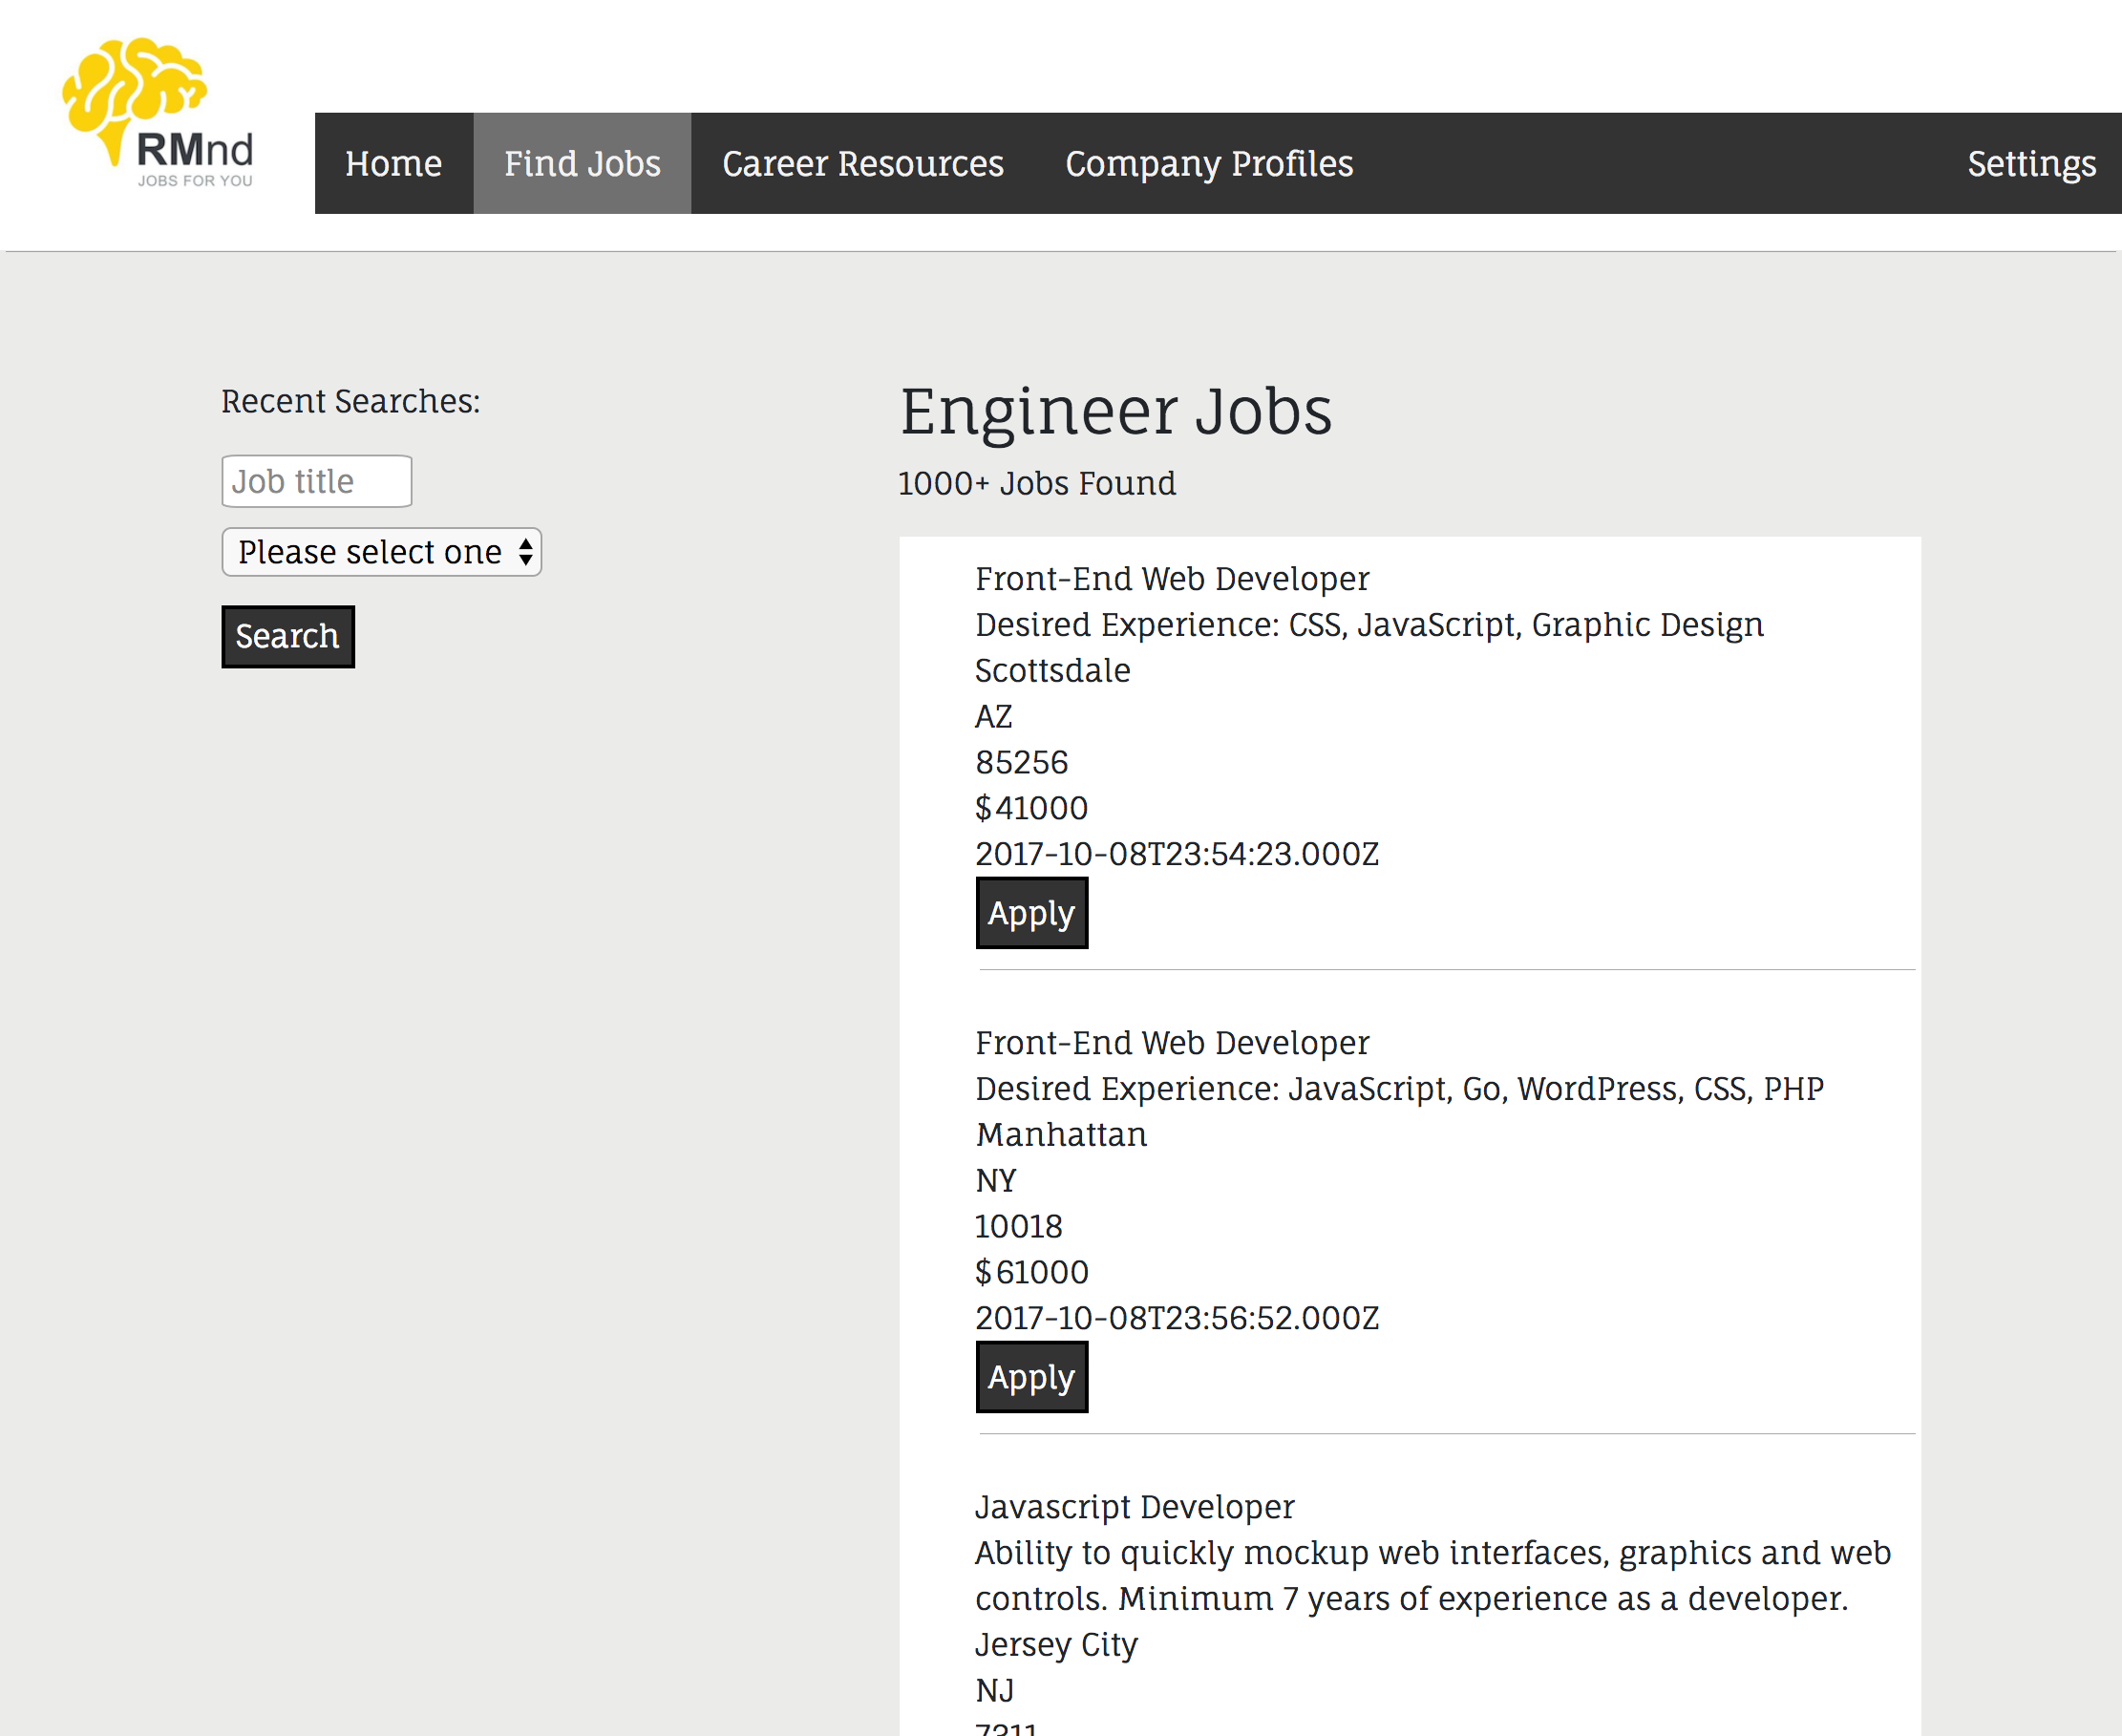 RMnd
JOBS FOR YOU
Home Find Jobs Career Resources Company Profiles Settings
Recent Searches:
Job title
Please select one
Search
Engineer Jobs
1000+ Jobs Found
Front-End Web Developer
Desired Experience: CSS, JavaScript, Graphic Design
Scottsdale
AZ
85256
$41000
2017-10-08T23:54:23.000Z
Apply
Front-End Web Developer
Desired Experience: JavaScript, Go, WordPress, CSS, PHP
Manhattan
NY
10018
$61000
2017-10-08T23:56:52.000Z
Apply
Javascript Developer
Ability to quickly mockup web interfaces, graphics and web
controls. Minimum 7 years of experience as a developer.
Jersey City
NJ
7311